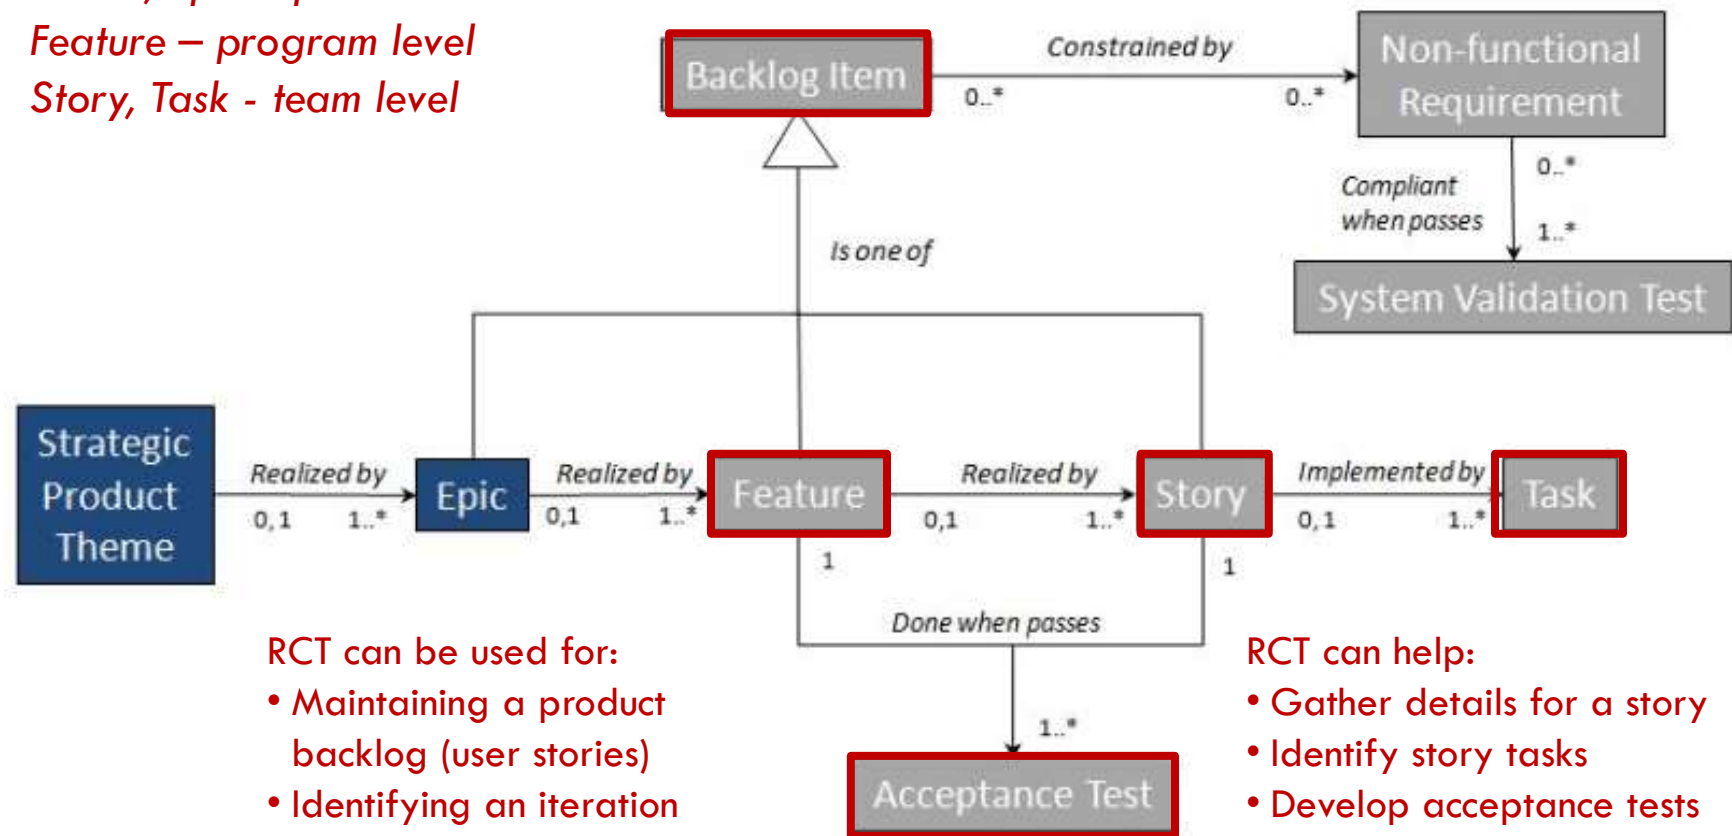 Feature – program level
Story, Task - team level
Backlog Item
Constrained by
0..*
0..*
Non-functional
Requirement
0..*
Compliant
when passes
1..*
System Validation Test
Is one of
Strategic
Product
Theme
Realized by
0,1
1..*
Epic
Realized by
0,1
1..*
Feature
Realized by
0,1
1..*
Story
Implemented by
0,1
1..*
Task
1
1
Done when passes
1..*
Acceptance Test
RCT can be used for:
• Maintaining a product
backlog (user stories)
• Identifying an iteration
RCT can help:
• Gather details for a story
• Identify story tasks
• Develop acceptance tests